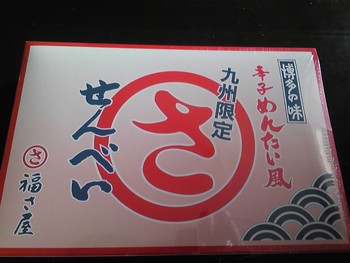 博多の味
辛子めんたい風
九州限定
さ
せんべい
さ
福さ屋